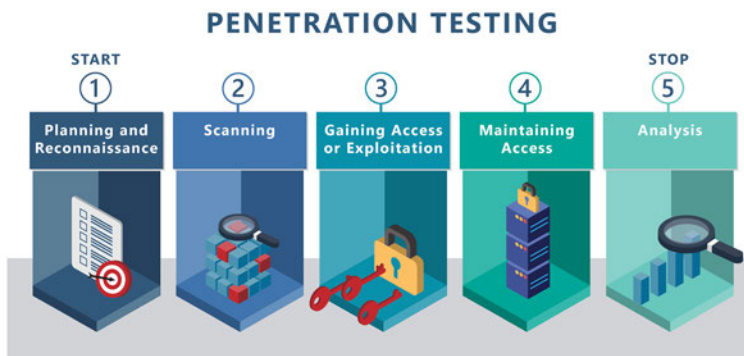 PENETRATION TESTING
START
STOP
1
2
3
4
5
Planning and
Reconnaissance
Scanning
Gaining Access
or Exploitation
Maintaining
Access
Analysis